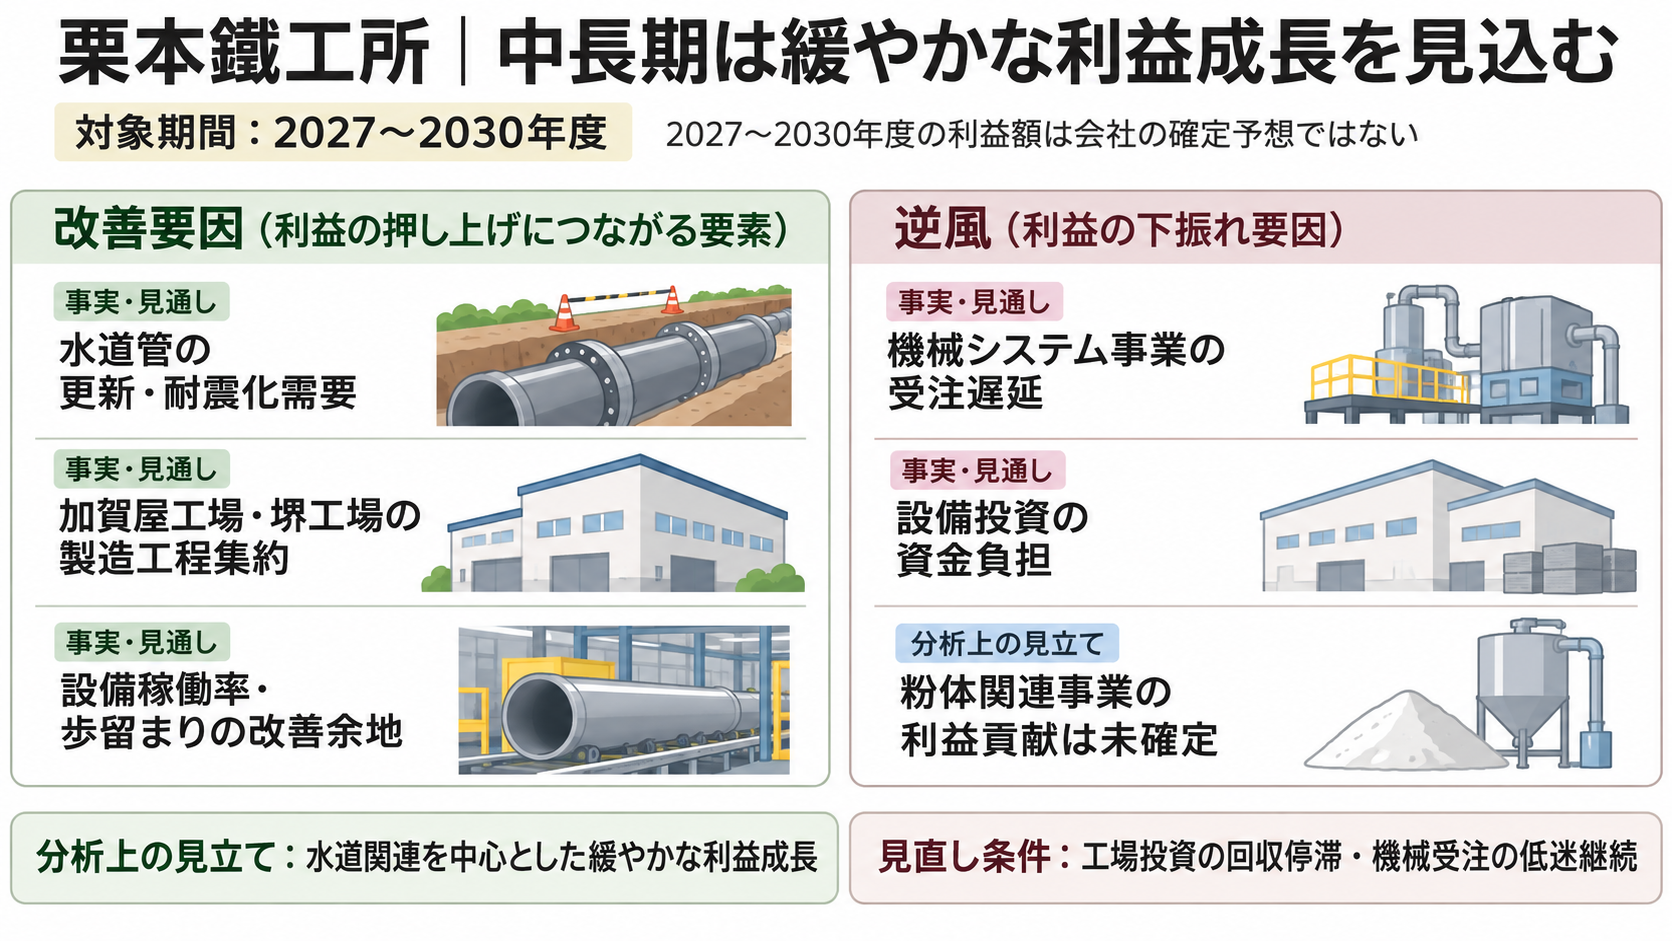 栗本鐵工所｜中長期は緩やかな利益成長を見込む
対象期間：2027〜2030年度
2027〜2030年度の利益額は会社の確定予想ではない
改善要因（利益の押し上げにつながる要素）
事実・見通し
水道管の
更新・耐震化需要
事実・見通し
加賀屋工場・堺工場の
製造工程集約
事実・見通し
設備稼働率・
歩留まりの改善余地
逆風（利益の下振れ要因）
事実・見通し
機械システム事業の
受注遅延
事実・見通し
設備投資の
資金負担
分析上の見立て
粉体関連事業の
利益貢献は未確定
分析上の見立て：水道関連を中心とした緩やかな利益成長
見直し条件：工場投資の回収停滞・機械受注の低迷継続